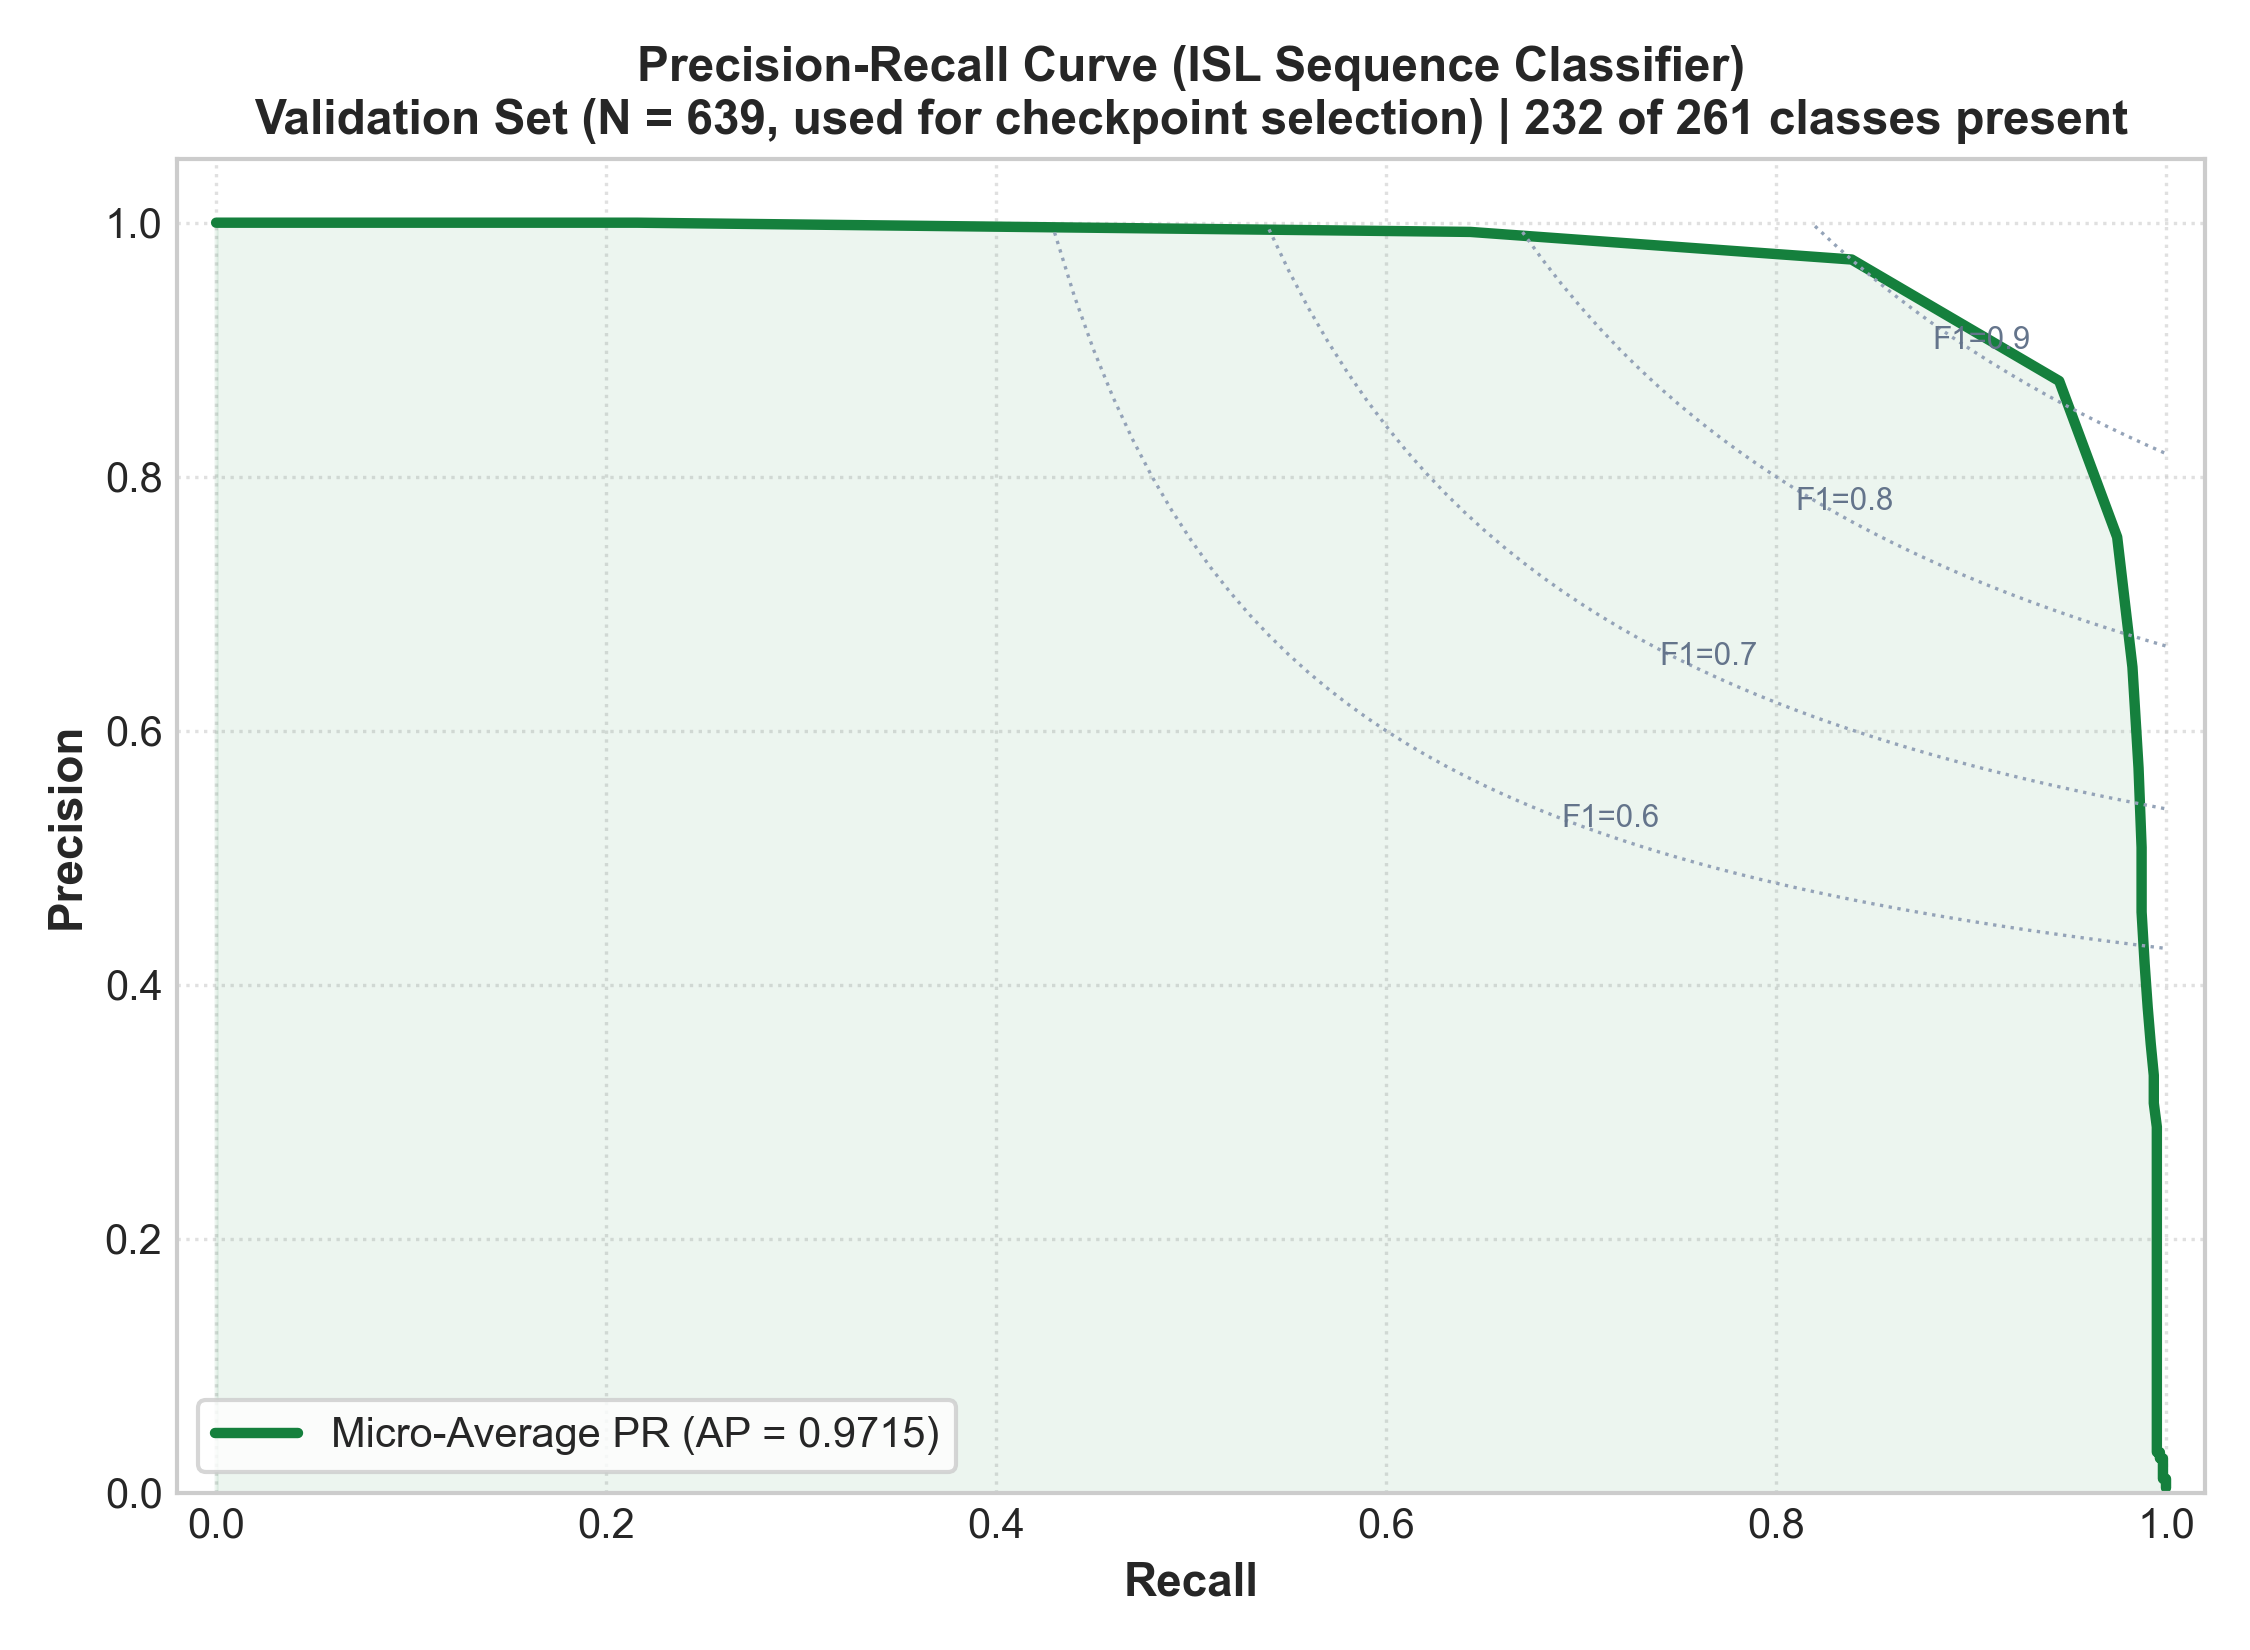 Precision-Recall Curve (ISL Sequence Classifier)
Validation Set (N = 639, used for checkpoint selection) | 232 of 261 classes present
1.0
0.8
0.6
0.4
0.2
0.0
Precision
F1=0.9
F1=0.8
F1=0.7
F1=0.6
Micro-Average PR (AP = 0.9715)
0.0 0.2 0.4 0.6 0.8 1.0
Recall